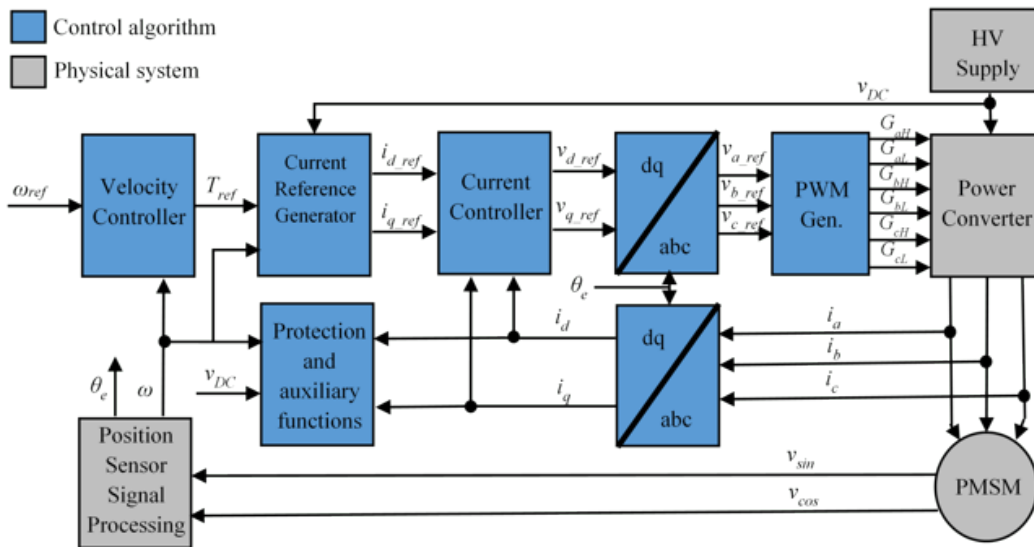 Control algorithm
Physical system
HV
Supply
v_DC
ω_ref
Velocity
Controller
T_ref
Current
Reference
Generator
i_d_ref
i_q_ref
Current
Controller
v_d_ref
v_q_ref
dq
abc
v_a_ref
v_b_ref
v_c_ref
PWM
Gen.
G_aH
G_aL
G_bH
G_bL
G_cH
G_cL
Power
Converter
θ_e
Protection
and
auxiliary
functions
i_d
i_q
dq
abc
i_a
i_b
i_c
θ_e
ω
v_DC
Position
Sensor
Signal
Processing
v_sin
v_cos
PMSM